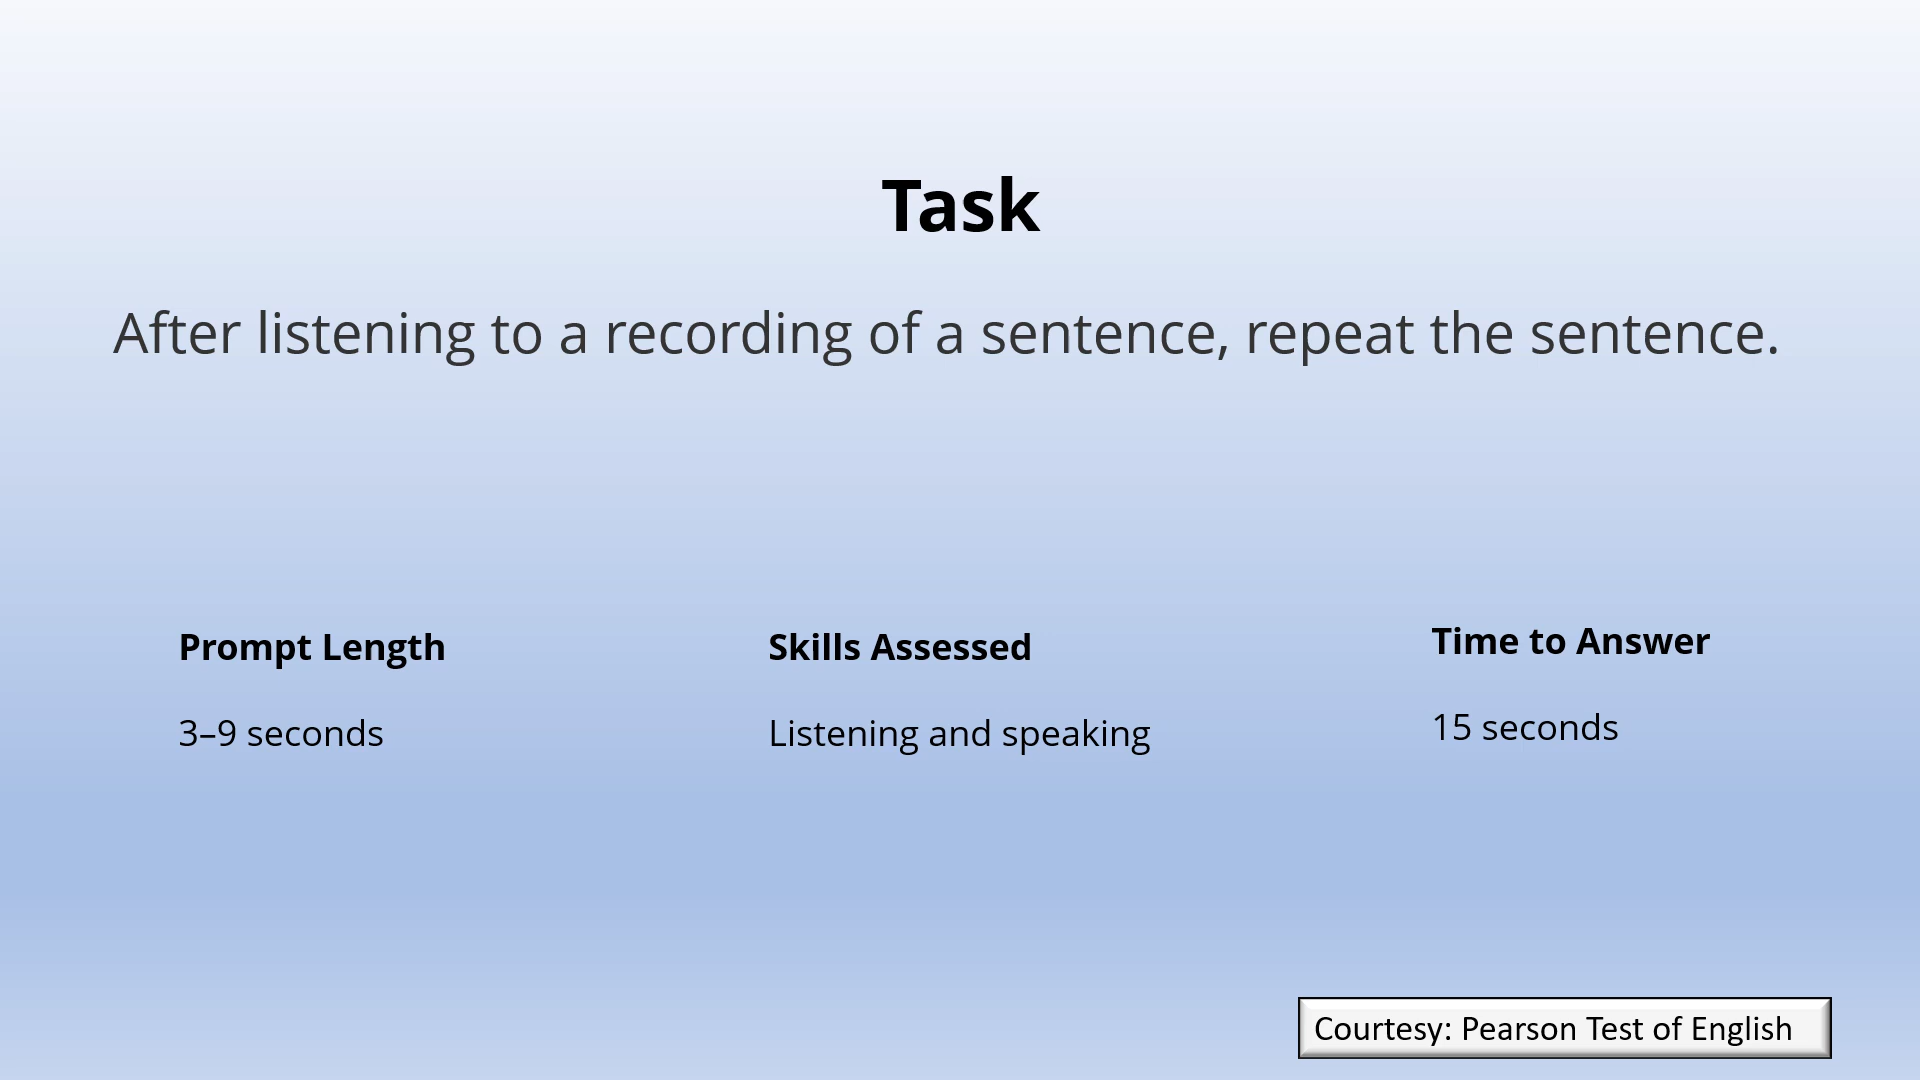 Task
After listening to a recording of a sentence, repeat the sentence.
Prompt Length
3–9 seconds
Skills Assessed
Listening and speaking
Time to Answer
15 seconds
Courtesy: Pearson Test of English